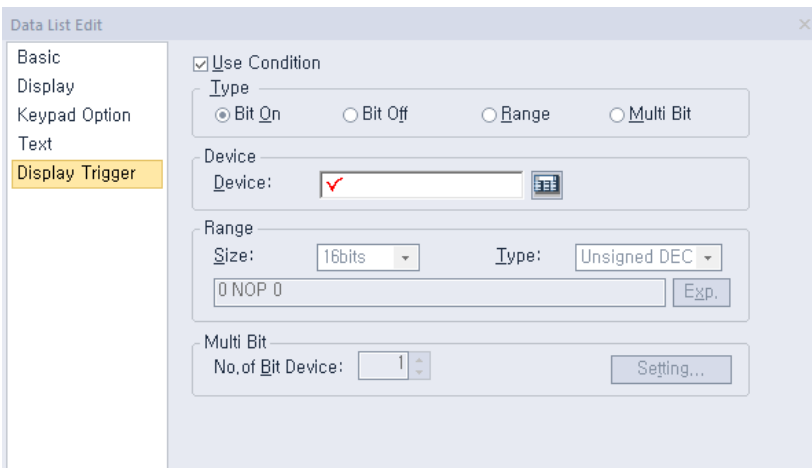 Data List Edit
Basic
Display
Keypad Option
Text
Display Trigger
Use Condition
Type
Bit On Bit Off Range Multi Bit
Device
Device:
Range
Size: 16bits Type: Unsigned DEC
0 NOP 0 Exp.
Multi Bit
No.of Bit Device: 1 Setting...